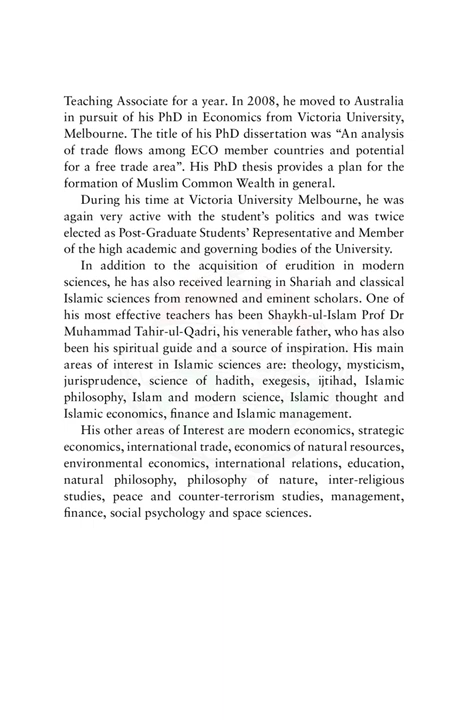 Teaching Associate for a year. In 2008, he moved to Australia
in pursuit of his PhD in Economics from Victoria University,
Melbourne. The title of his PhD dissertation was “An analysis
of trade flows among ECO member countries and potential
for a free trade area”. His PhD thesis provides a plan for the
formation of Muslim Common Wealth in general.
During his time at Victoria University Melbourne, he was
again very active with the student’s politics and was twice
elected as Post-Graduate Students’ Representative and Member
of the high academic and governing bodies of the University.
In addition to the acquisition of erudition in modern
sciences, he has also received learning in Shariah and classical
Islamic sciences from renowned and eminent scholars. One of
his most effective teachers has been Shaykh-ul-Islam Prof Dr
Muhammad Tahir-ul-Qadri, his venerable father, who has also
been his spiritual guide and a source of inspiration. His main
areas of interest in Islamic sciences are: theology, mysticism,
jurisprudence, science of hadith, exegesis, ijtihad, Islamic
philosophy, Islam and modern science, Islamic thought and
Islamic economics, finance and Islamic management.
His other areas of Interest are modern economics, strategic
economics, international trade, economics of natural resources,
environmental economics, international relations, education,
natural philosophy, philosophy of nature, inter-religious
studies, peace and counter-terrorism studies, management,
finance, social psychology and space sciences.